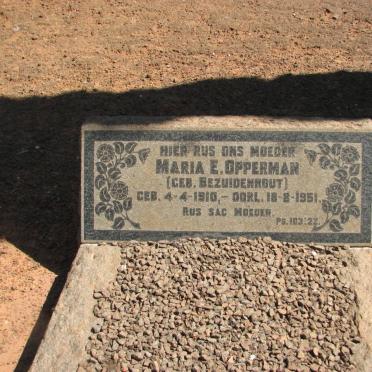 HIER RUS ONS MOEDER
MARIA E. OPPERMAN
(GEB. BEZUIDENHOUT)
GEB. 4-4-1910, - OORL. 18-8-1951.
RUS SAG MOEDER.
PS. 103:22.